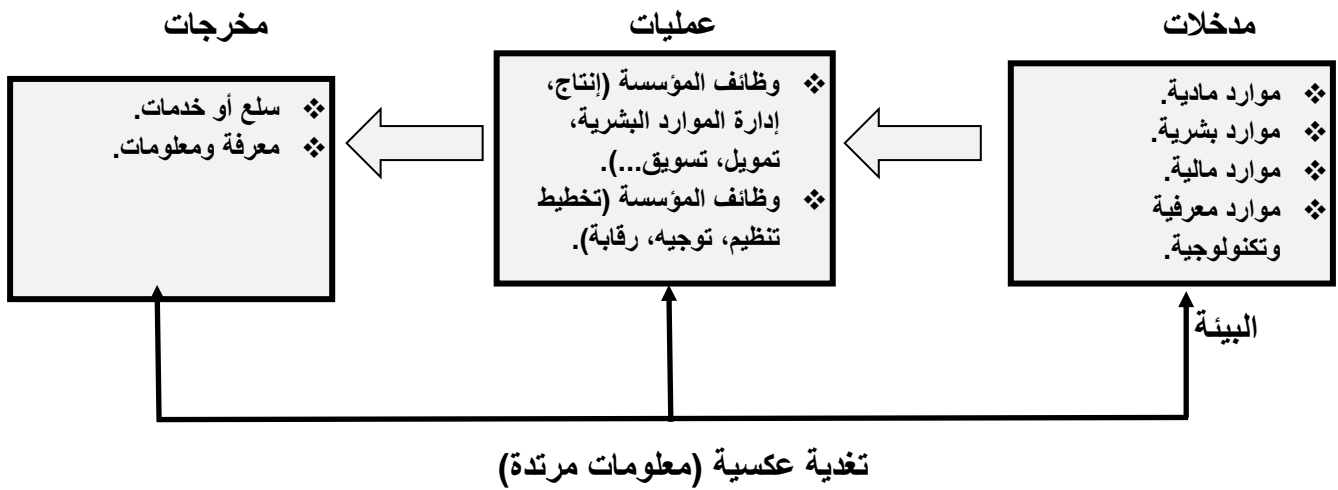 مدخلات
عمليات
مخرجات
❖ موارد مادية.
❖ موارد بشرية.
❖ موارد مالية.
❖ موارد معرفية
وتكنولوجية.
❖ وظائف المؤسسة (إنتاج،
إدارة الموارد البشرية،
تمويل، تسويق...).
❖ وظائف المؤسسة (تخطيط
تنظيم، توجيه، رقابة).
❖ سلع أو خدمات.
❖ معرفة ومعلومات.
البيئة
تغدية عكسية (معلومات مرتدة)